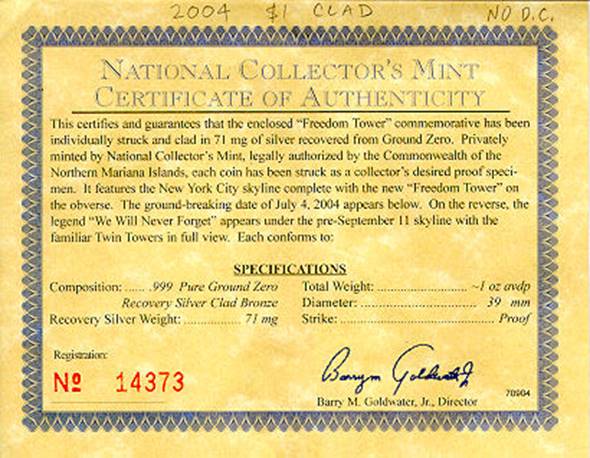 2004 $1 CLAD NO D.C.
NATIONAL COLLECTOR'S MINT
CERTIFICATE OF AUTHENTICITY
This certifies and guarantees that the enclosed "Freedom Tower" commemorative has been
individually struck and clad in 71 mg of silver recovered from Ground Zero. Privately
minted by National Collector's Mint, legally authorized by the Commonwealth of the
Northern Mariana Islands, each coin has been struck as a collector's desired proof speci-
men. It features the New York City skyline complete with the new "Freedom Tower" on
the obverse. The ground-breaking date of July 4, 2004 appears below. On the reverse, the
legend "We Will Never Forget" appears under the pre-September 11 skyline with the
familiar Twin Towers in full view. Each conforms to:
SPECIFICATIONS
Composition: ...... .999 Pure Ground Zero
Recovery Silver Clad Bronze
Recovery Silver Weight: ................. 71 mg
Total Weight: ................... ~1 oz avdp
Diameter: ............................ 39 mm
Strike: .................................. Proof
Registration:
Nº 14373
Barry M Goldwater Jr
Barry M. Goldwater, Jr., Director
70904